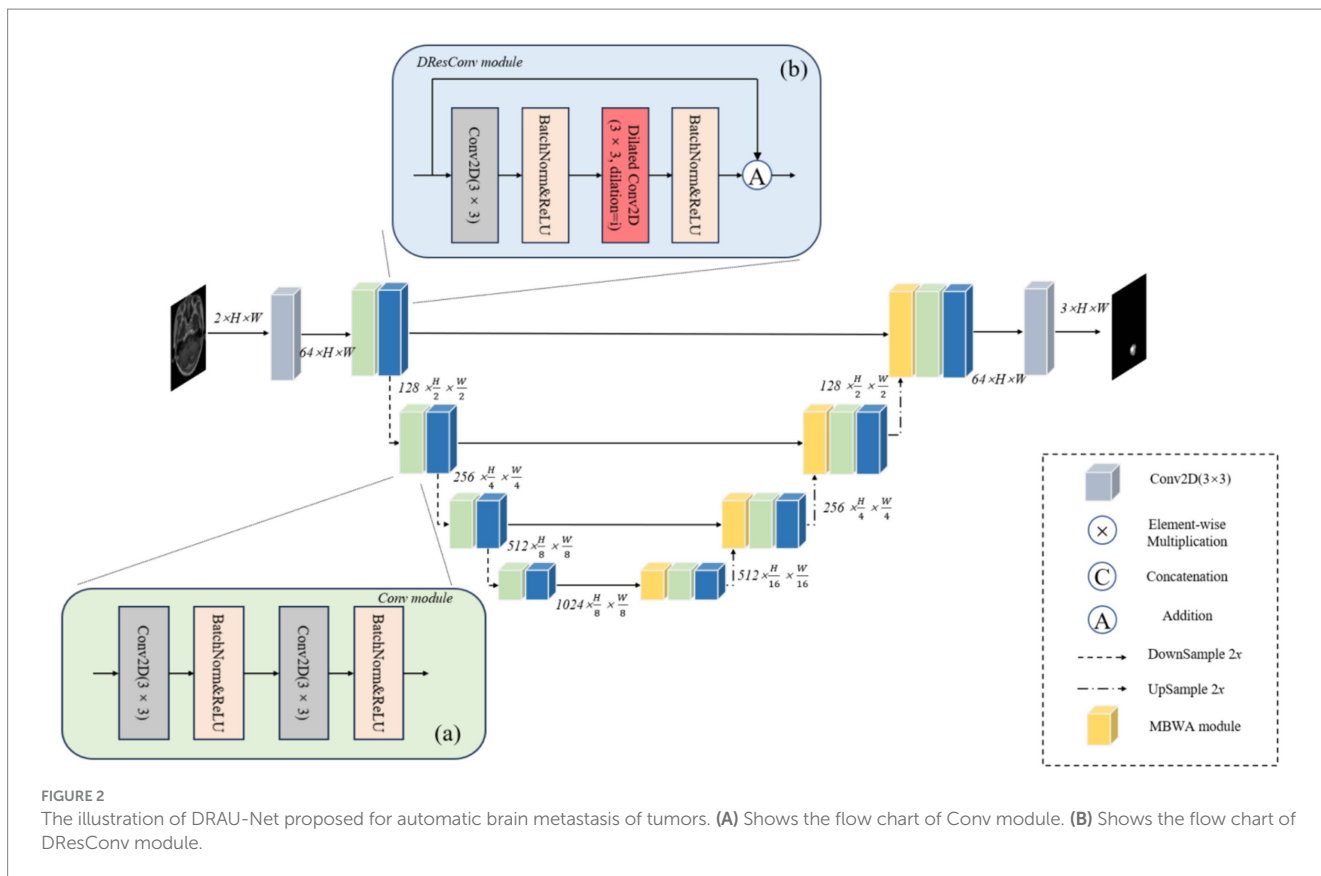 DResConv module
(b)
Conv2D(3 × 3)
BatchNorm&ReLU
Dilated Conv2D
(3 × 3, dilation=i)
BatchNorm&ReLU
A
2×H×W
64×H×W
128 × H/2 × W/2
256 × H/4 × W/4
512 × H/8 × W/8
1024 × H/8 × W/8
512 × H/16 × W/16
256 × H/4 × W/4
128 × H/2 × W/2
64×H×W
3×H×W
Conv module
Conv2D(3 × 3)
BatchNorm&ReLU
Conv2D(3 × 3)
BatchNorm&ReLU
(a)
Conv2D(3×3)
×
Element-wise
Multiplication
C
Concatenation
A
Addition
DownSample 2x
UpSample 2x
MBWA module
FIGURE 2
The illustration of DRAU-Net proposed for automatic brain metastasis of tumors. (A) Shows the flow chart of Conv module. (B) Shows the flow chart of
DResConv module.